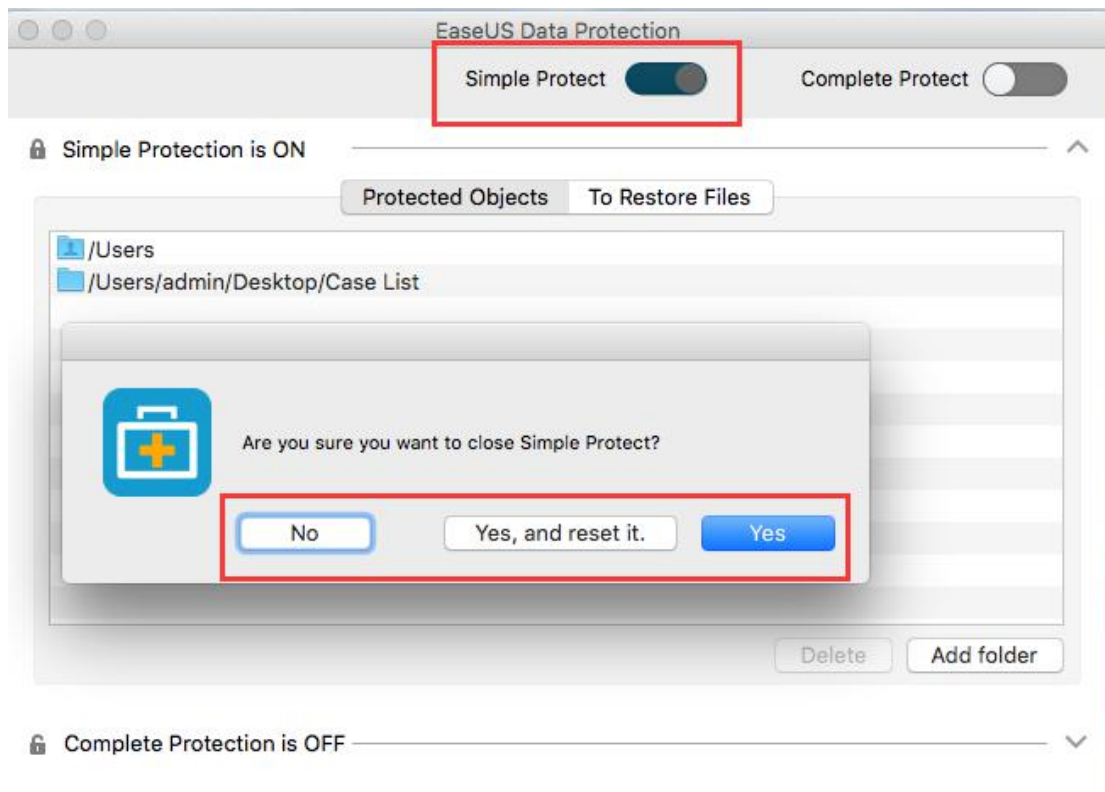 EaseUS Data Protection
Simple Protect
Complete Protect
Simple Protection is ON
Protected Objects
To Restore Files
/Users
/Users/admin/Desktop/Case List
Are you sure you want to close Simple Protect?
No
Yes, and reset it.
Yes
Delete
Add folder
Complete Protection is OFF